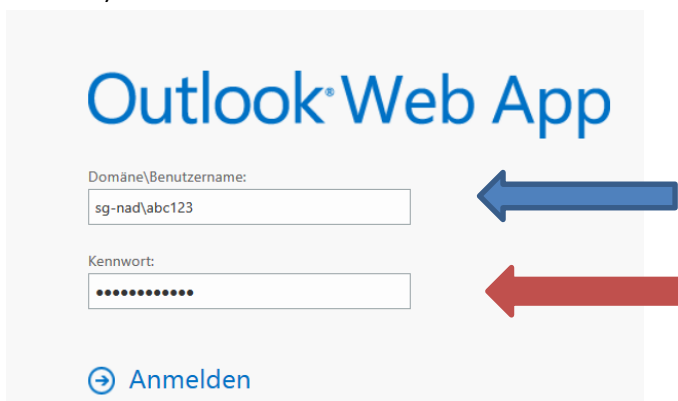 Outlook® Web App
Domäne\Benutzername:
sg-nad\abc123
Kennwort:
••••••••••••
Anmelden